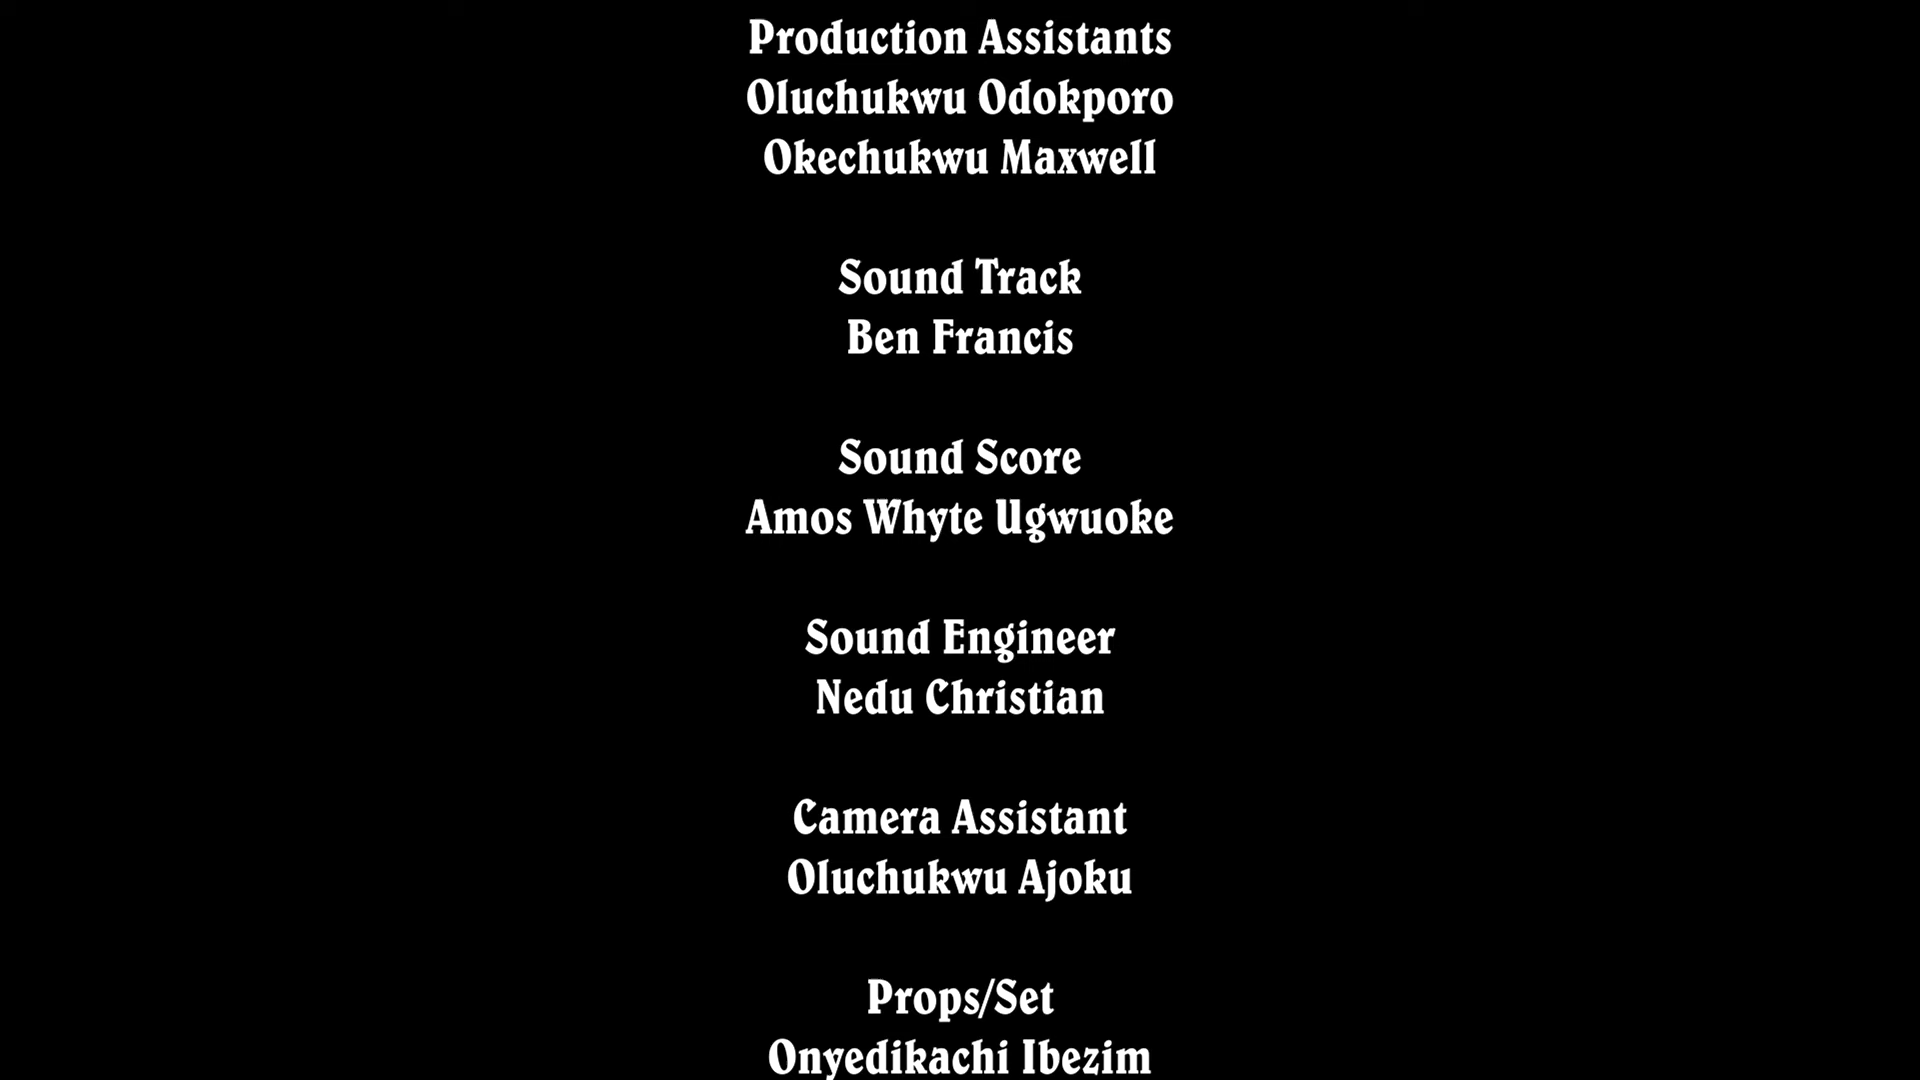 Production Assistants
Oluchukwu Odokporo
Okechukwu Maxwell
Sound Track
Ben Francis
Sound Score
Amos Whyte Ugwuoke
Sound Engineer
Nedu Christian
Camera Assistant
Oluchukwu Ajoku
Props/Set
Onyedikachi Ibezim